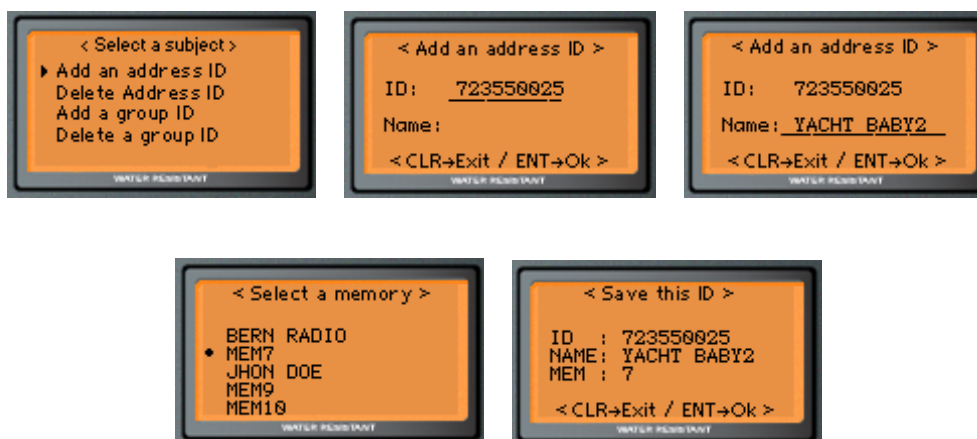 < Select a subject >
▸ Add an address ID
Delete Address ID
Add a group ID
Delete a group ID
WATER RESISTANT
< Add an address ID >
ID: 723550025
Name:
< CLR→Exit / ENT→Ok >
WATER RESISTANT
< Add an address ID >
ID: 723550025
Name: YACHT BABY2
< CLR→Exit / ENT→Ok >
WATER RESISTANT
< Select a memory >
BERN RADIO
• MEM7
JHON DOE
MEM9
MEM10
WATER RESISTANT
< Save this ID >
ID : 723550025
NAME: YACHT BABY2
MEM : 7
< CLR→Exit / ENT→Ok >
WATER RESISTANT